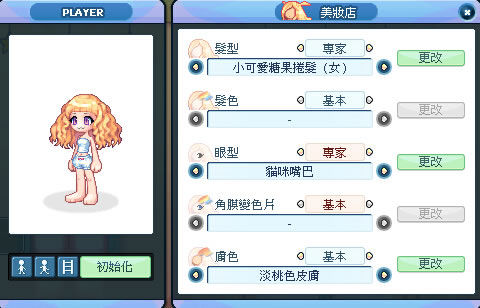 PLAYER
初始化
美妝店
髮型
專家
小可愛糖果捲髮（女）
更改
髮色
基本
-
更改
眼型
專家
貓咪嘴巴
更改
角膜變色片
基本
-
更改
膚色
基本
淡桃色皮膚
更改